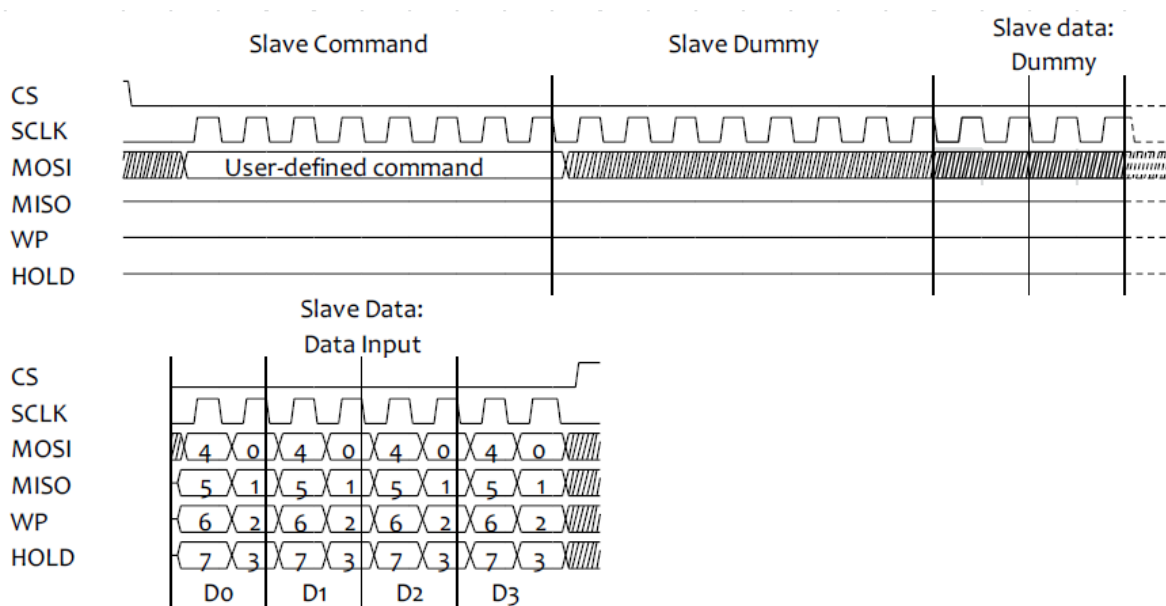 Slave Command
Slave Dummy
Slave data:
Dummy
CS
SCLK
MOSI User-defined command
MISO
WP
HOLD
Slave Data:
Data Input
CS
SCLK
MOSI 4 0 4 0 4 0 4 0
MISO 5 1 5 1 5 1 5 1
WP 6 2 6 2 6 2 6 2
HOLD 7 3 7 3 7 3 7 3
D0 D1 D2 D3